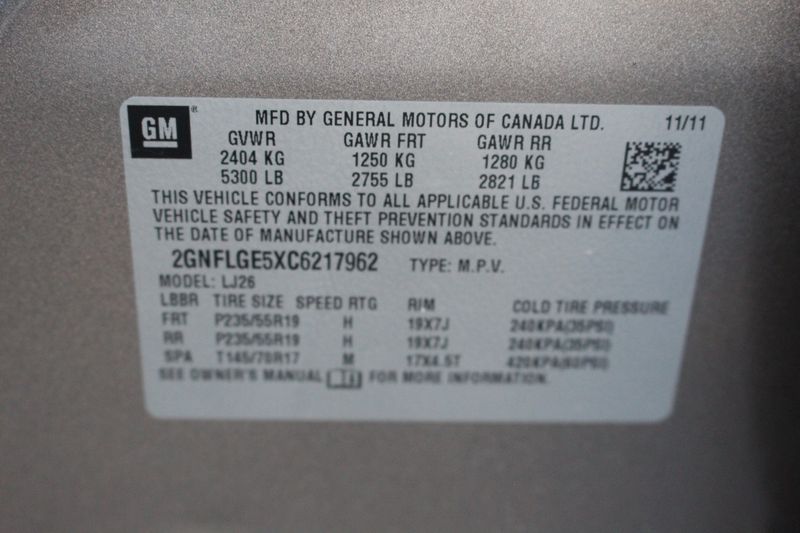 GM ® MFD BY GENERAL MOTORS OF CANADA LTD. 11/11
GVWR GAWR FRT GAWR RR
2404 KG 1250 KG 1280 KG
5300 LB 2755 LB 2821 LB
THIS VEHICLE CONFORMS TO ALL APPLICABLE U.S. FEDERAL MOTOR
VEHICLE SAFETY AND THEFT PREVENTION STANDARDS IN EFFECT ON
THE DATE OF MANUFACTURE SHOWN ABOVE.
2GNFLGE5XC6217962 TYPE: M.P.V.
MODEL: LJ26
LBBR TIRE SIZE SPEED RTG RIM COLD TIRE PRESSURE
FRT P235/55R19 H 19X7J 240KPA(35PSI)
RR P235/55R19 H 19X7J 240KPA(35PSI)
SPA T145/70R17 M 17X4.5T 420KPA(60PSI)
SEE OWNER'S MANUAL FOR MORE INFORMATION.